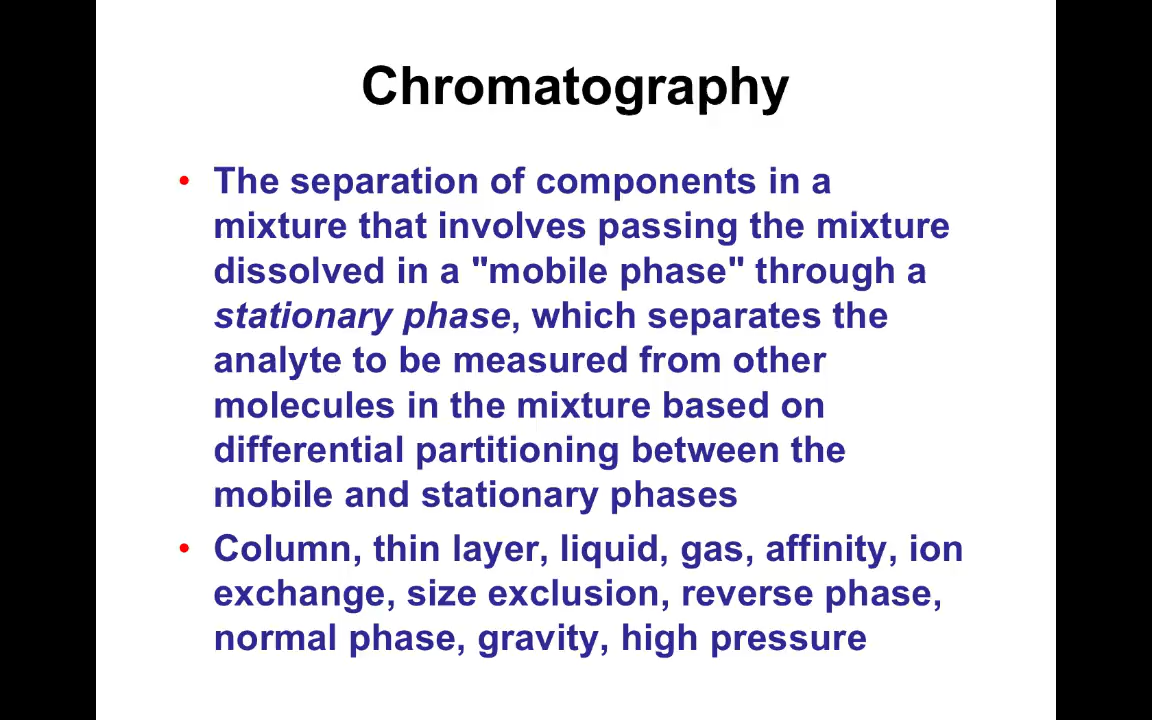 Chromatography
• The separation of components in a
mixture that involves passing the mixture
dissolved in a "mobile phase" through a
stationary phase, which separates the
analyte to be measured from other
molecules in the mixture based on
differential partitioning between the
mobile and stationary phases
• Column, thin layer, liquid, gas, affinity, ion
exchange, size exclusion, reverse phase,
normal phase, gravity, high pressure